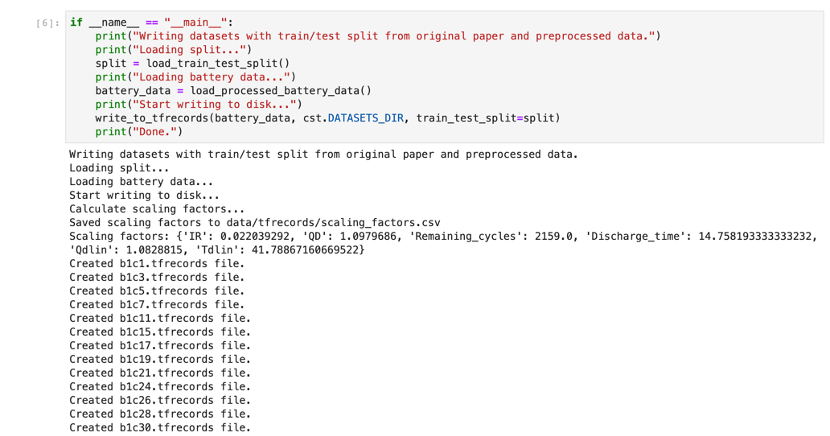 [6]: if __name__ == "__main__":
    print("Writing datasets with train/test split from original paper and preprocessed data.")
    print("Loading split...")
    split = load_train_test_split()
    print("Loading battery data...")
    battery_data = load_processed_battery_data()
    print("Start writing to disk...")
    write_to_tfrecords(battery_data, cst.DATASETS_DIR, train_test_split=split)
    print("Done.")
Writing datasets with train/test split from original paper and preprocessed data.
Loading split...
Loading battery data...
Start writing to disk...
Calculate scaling factors...
Saved scaling factors to data/tfrecords/scaling_factors.csv
Scaling factors: {'IR': 0.022039292, 'QD': 1.0979686, 'Remaining_cycles': 2159.0, 'Discharge_time': 14.758193333333232,
'Qdlin': 1.0828815, 'Tdlin': 41.78867160669522}
Created b1c1.tfrecords file.
Created b1c3.tfrecords file.
Created b1c5.tfrecords file.
Created b1c7.tfrecords file.
Created b1c11.tfrecords file.
Created b1c15.tfrecords file.
Created b1c17.tfrecords file.
Created b1c19.tfrecords file.
Created b1c21.tfrecords file.
Created b1c24.tfrecords file.
Created b1c26.tfrecords file.
Created b1c28.tfrecords file.
Created b1c30.tfrecords file.